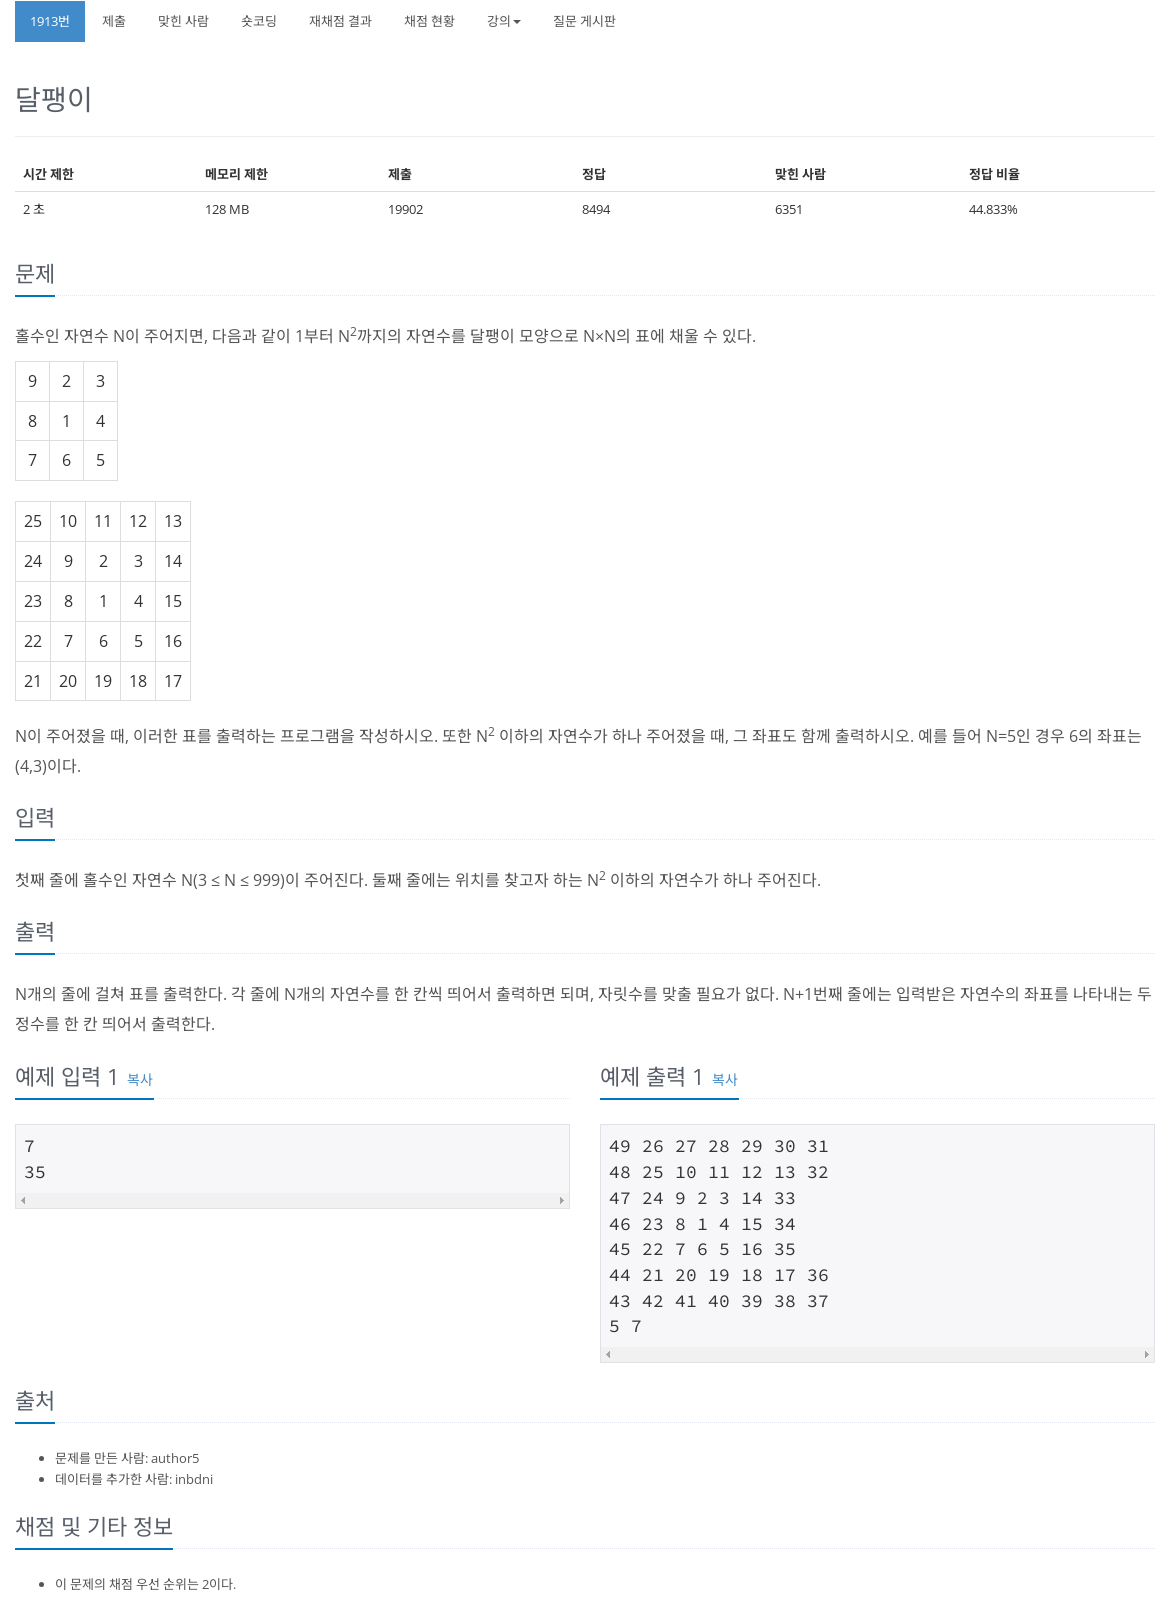 1913번 제출 맞힌 사람 숏코딩 재채점 결과 채점 현황 강의 질문 게시판
달팽이
시간 제한 메모리 제한 제출 정답 맞힌 사람 정답 비율
2 초 128 MB 19902 8494 6351 44.833%
문제
홀수인 자연수 N이 주어지면, 다음과 같이 1부터 N²까지의 자연수를 달팽이 모양으로 N×N의 표에 채울 수 있다.
9 2 3
8 1 4
7 6 5
25 10 11 12 13
24 9 2 3 14
23 8 1 4 15
22 7 6 5 16
21 20 19 18 17
N이 주어졌을 때, 이러한 표를 출력하는 프로그램을 작성하시오. 또한 N² 이하의 자연수가 하나 주어졌을 때, 그 좌표도 함께 출력하시오. 예를 들어 N=5인 경우 6의 좌표는
(4,3)이다.
입력
첫째 줄에 홀수인 자연수 N(3 ≤ N ≤ 999)이 주어진다. 둘째 줄에는 위치를 찾고자 하는 N² 이하의 자연수가 하나 주어진다.
출력
N개의 줄에 걸쳐 표를 출력한다. 각 줄에 N개의 자연수를 한 칸씩 띄어서 출력하면 되며, 자릿수를 맞출 필요가 없다. N+1번째 줄에는 입력받은 자연수의 좌표를 나타내는 두
정수를 한 칸 띄어서 출력한다.
예제 입력 1 복사
7
35
예제 출력 1 복사
49 26 27 28 29 30 31
48 25 10 11 12 13 32
47 24 9 2 3 14 33
46 23 8 1 4 15 34
45 22 7 6 5 16 35
44 21 20 19 18 17 36
43 42 41 40 39 38 37
5 7
출처
문제를 만든 사람: author5
데이터를 추가한 사람: inbdni
채점 및 기타 정보
이 문제의 채점 우선 순위는 2이다.